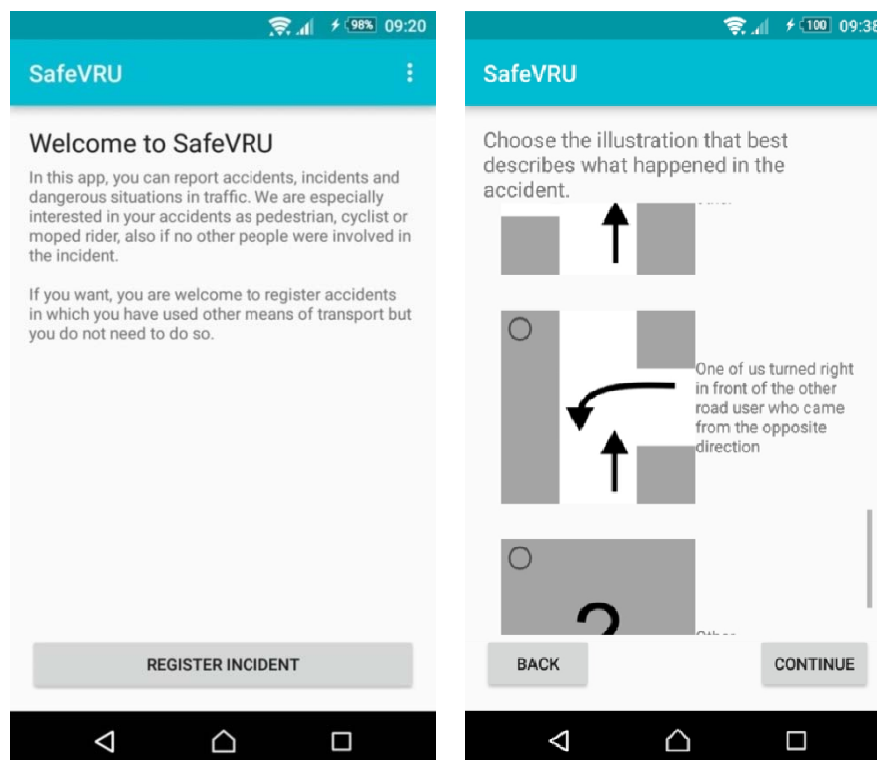 98% 09:20
SafeVRU
Welcome to SafeVRU
In this app, you can report accidents, incidents and
dangerous situations in traffic. We are especially
interested in your accidents as pedestrian, cyclist or
moped rider, also if no other people were involved in
the incident.
If you want, you are welcome to register accidents
in which you have used other means of transport but
you do not need to do so.
REGISTER INCIDENT
100 09:38
SafeVRU
Choose the illustration that best
describes what happened in the
accident.
One of us turned right
in front of the other
road user who came
from the opposite
direction
?
BACK
CONTINUE